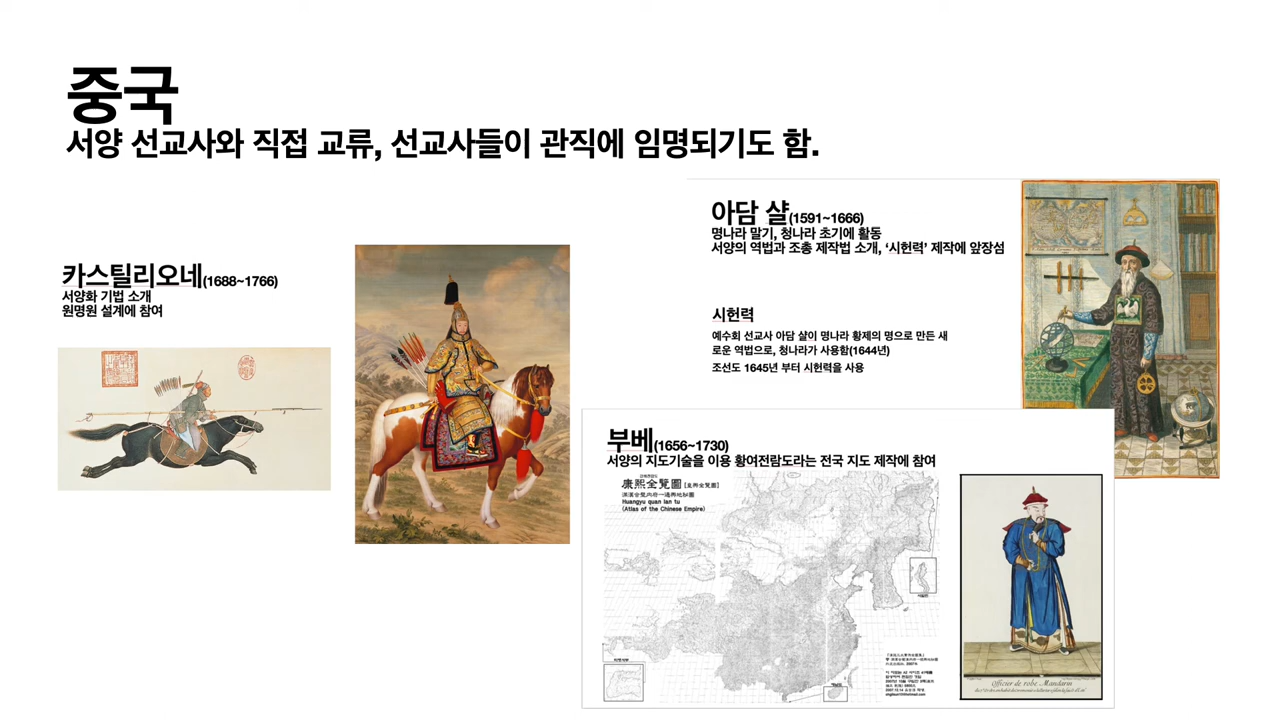 중국
서양 선교사와 직접 교류, 선교사들이 관직에 임명되기도 함.
카스틸리오네(1688~1766)
서양화 기법 소개
원명원 설계에 참여
아담 샬(1591~1666)
명나라 말기, 청나라 초기에 활동
서양의 역법과 조총 제작법 소개, ‘시헌력’ 제작에 앞장섬
시헌력
예수회 선교사 아담 샬이 명나라 황제의 명으로 만든 새
로운 역법으로, 청나라가 사용함(1644년)
조선도 1645년 부터 시헌력을 사용
부베(1656~1730)
서양의 지도기술을 이용 황여전람도라는 전국 지도 제작에 참여
康熙全覽圖 [皇輿全覽圖]
Huangyu quan lan tu
(Atlas of the Chinese Empire)
Officier de robe Mandarin